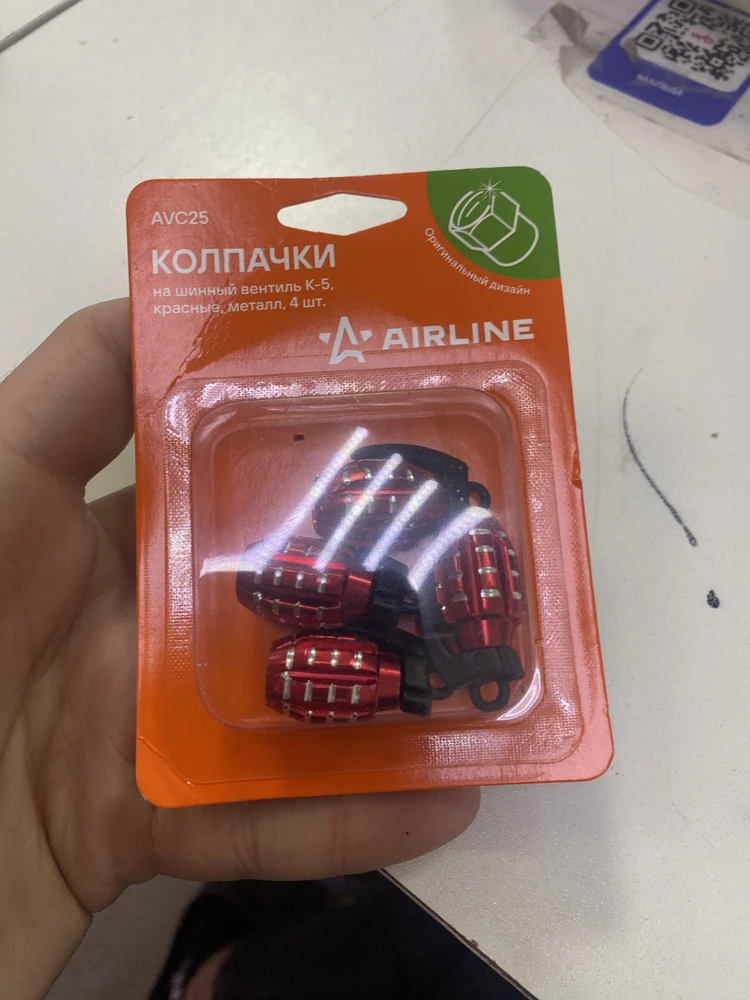 AVC25
КОЛПАЧКИ
на шинный вентиль К-5,
красные, металл, 4 шт.
Оригинальный дизайн
AIRLINE